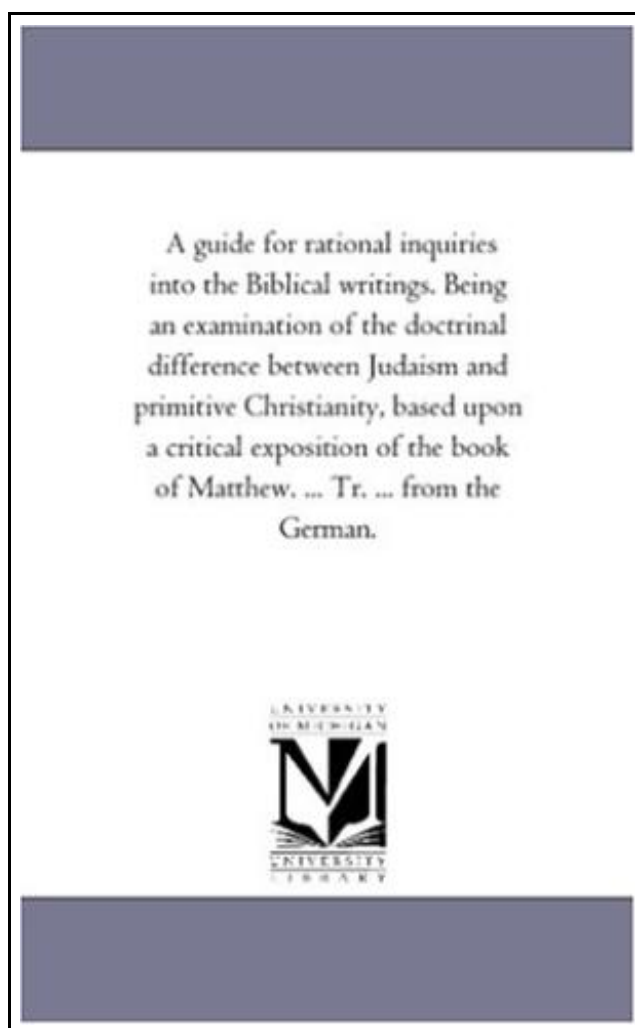 A guide for rational inquiries
into the Biblical writings. Being
an examination of the doctrinal
difference between Judaism and
primitive Christianity, based upon
a critical exposition of the book
of Matthew. ... Tr. ... from the
German.
UNIVERSITY
OF MICHIGAN
UNIVERSITY
LIBRARY